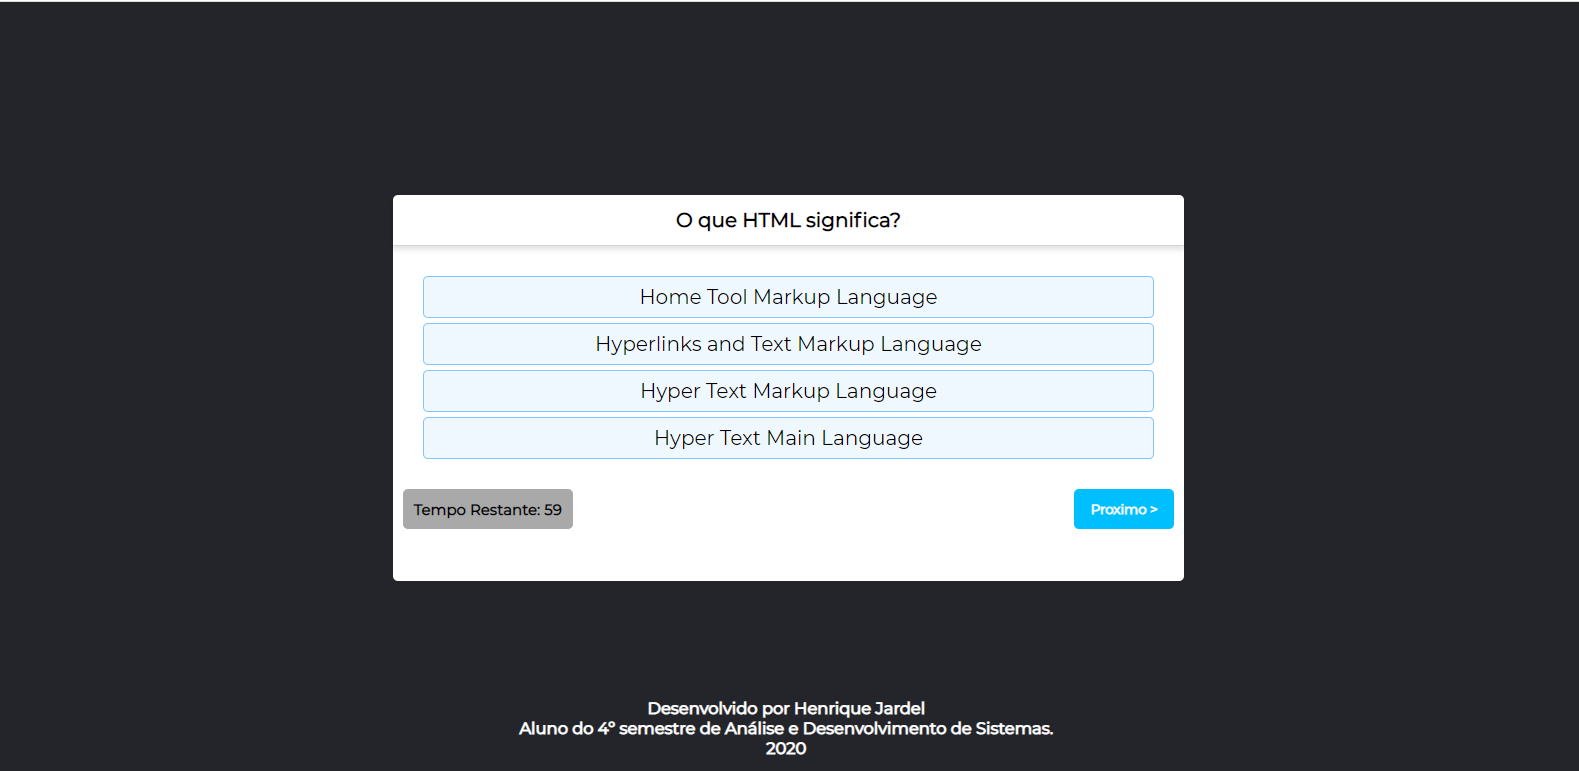 O que HTML significa?
Home Tool Markup Language
Hyperlinks and Text Markup Language
Hyper Text Markup Language
Hyper Text Main Language
Tempo Restante: 59
Proximo >
Desenvolvido por Henrique Jardel
Aluno do 4º semestre de Análise e Desenvolvimento de Sistemas.
2020